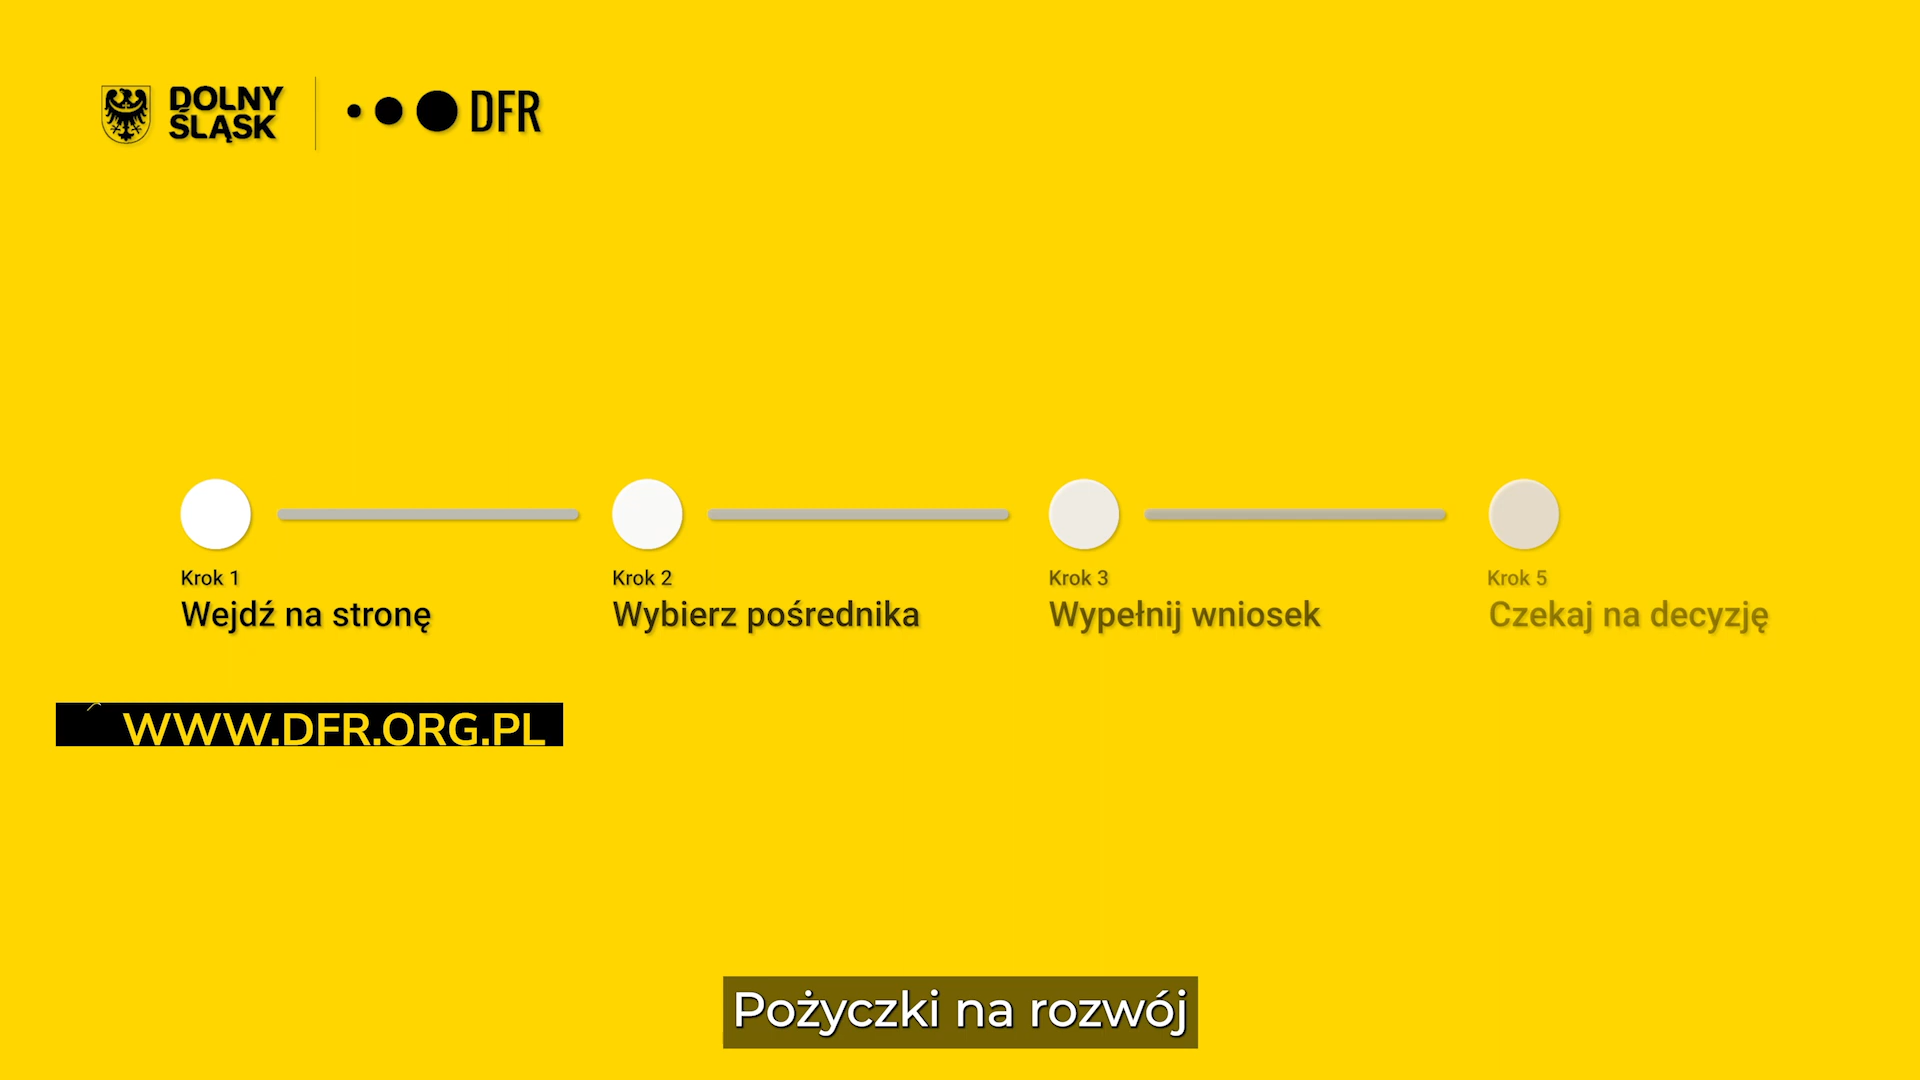 DOLNY
ŚLĄSK
DFR
Krok 1
Wejdź na stronę
Krok 2
Wybierz pośrednika
Krok 3
Wypełnij wniosek
Krok 5
Czekaj na decyzję
WWW.DFR.ORG.PL
Pożyczki na rozwój